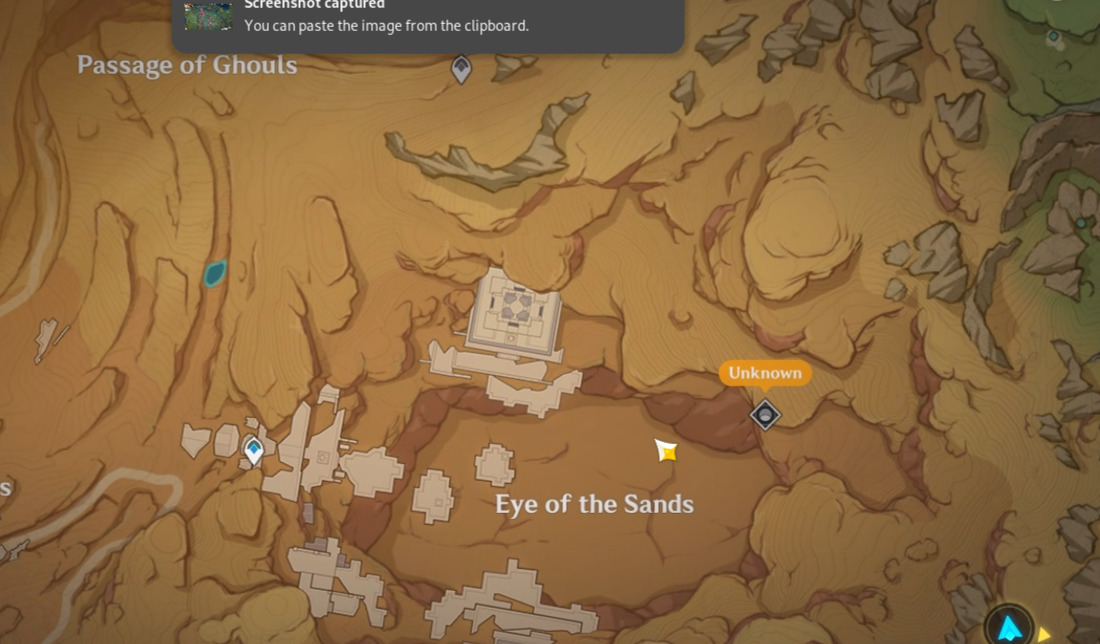 Screenshot captured
You can paste the image from the clipboard.
Passage of Ghouls
Unknown
s
Eye of the Sands